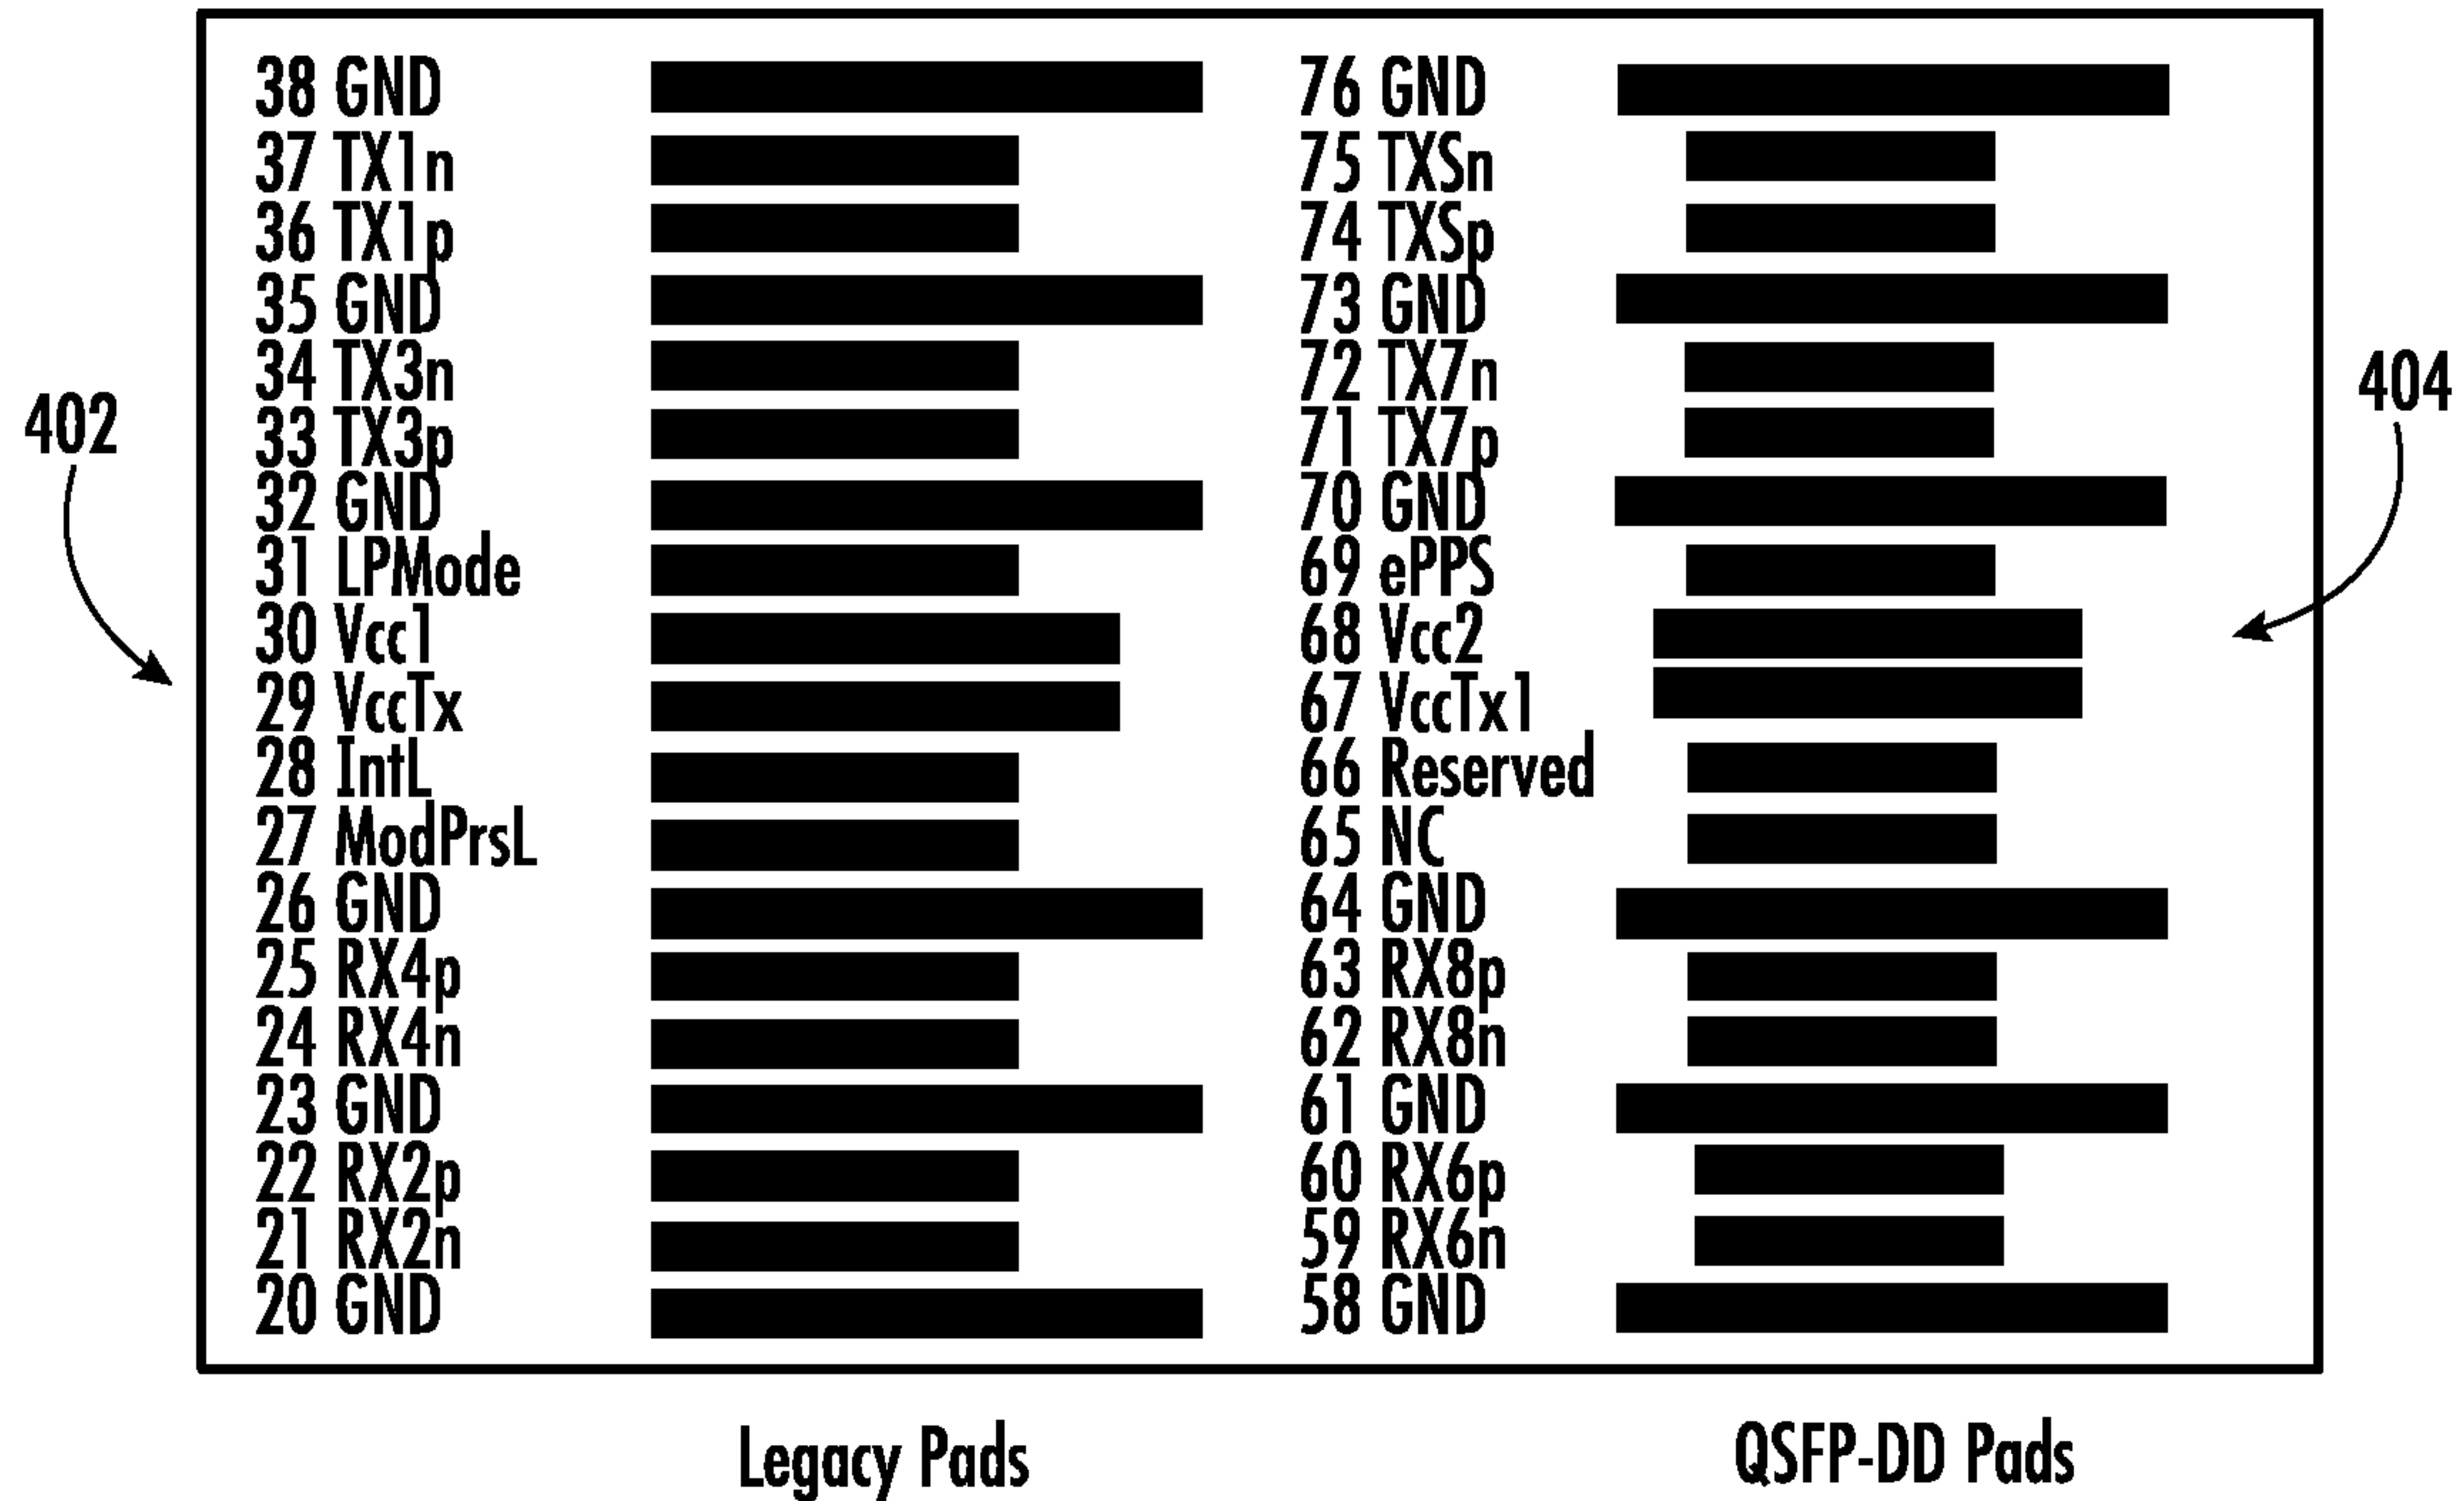 38 GND 76 GND
37 TX1n 75 TXSn
36 TX1p 74 TXSp
35 GND 73 GND
34 TX3n 72 TX7n
33 TX3p 71 TX7p
32 GND 70 GND
31 LPMode 69 ePPS
30 Vcc1 68 Vcc2
29 VccTx 67 VccTx1
28 IntL 66 Reserved
27 ModPrsL 65 NC
26 GND 64 GND
25 RX4p 63 RX8p
24 RX4n 62 RX8n
23 GND 61 GND
22 RX2p 60 RX6p
21 RX2n 59 RX6n
20 GND 58 GND
402
404
Legacy Pads
QSFP-DD Pads